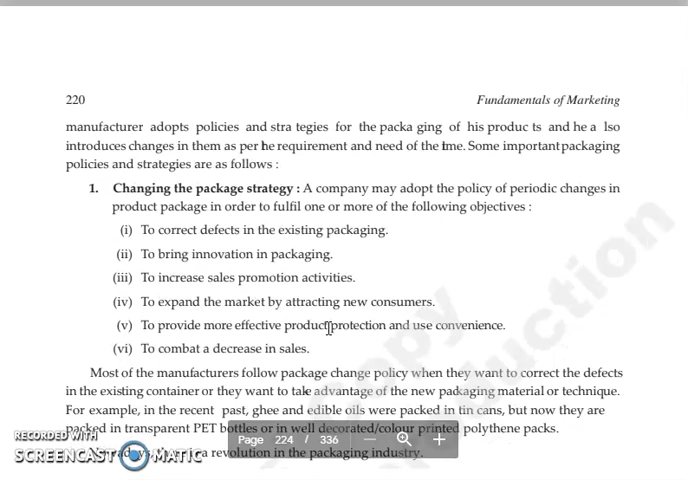 220
Fundamentals of Marketing
manufacturer adopts policies and stra tegies for the packa ging of his produc ts and he a lso
introduces changes in them as per he requirement and need of the tme. Some important packaging
policies and strategies are as follows :
1. Changing the package strategy : A company may adopt the policy of periodic changes in
product package in order to fulfil one or more of the following objectives :
(i) To correct defects in the existing packaging.
(ii) To bring innovation in packaging.
(iii) To increase sales promotion activities.
(iv) To expand the market by attracting new consumers.
(v) To provide more effective product protection and use convenience.
(vi) To combat a decrease in sales.
Most of the manufacturers follow package change policy when they want to correct the defects
in the existing container or they want to take advantage of the new packaging material or technique.
For example, in the recent past, ghee and edible oils were packed in tin cans, but now they are
packed in transparent PET bottles or in well decorated/colour printed polythene packs.
revolution in the packaging industry.
Page 224 / 336
RECORDED WITH
SCREENCAST MATIC
Copy